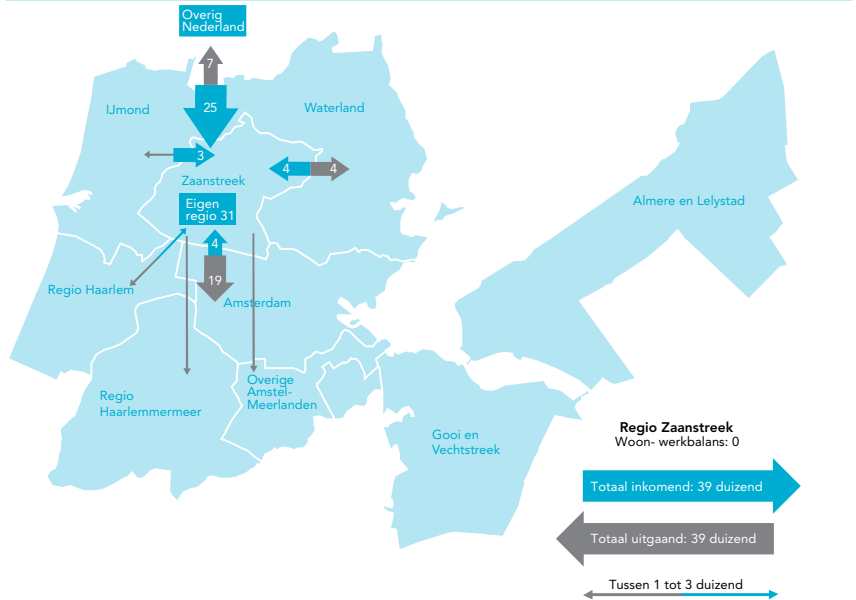 Overig
Nederland
7
25
IJmond
Waterland
3
4 4
Zaanstreek
Eigen
regio 31
Almere en Lelystad
4
19
Regio Haarlem
Amsterdam
Regio
Haarlemmermeer
Overige
Amstel-
Meerlanden
Gooi en
Vechtstreek
Regio Zaanstreek
Woon- werkbalans: 0
Totaal inkomend: 39 duizend
Totaal uitgaand: 39 duizend
Tussen 1 tot 3 duizend